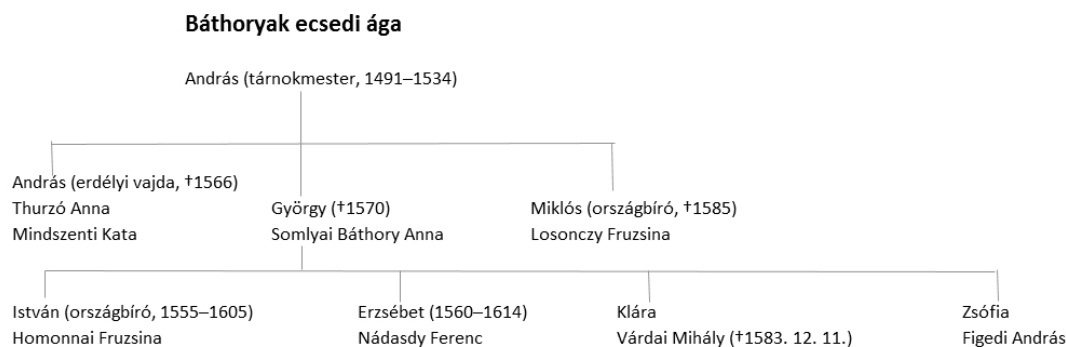 Báthoryak ecsedi ága
András (tárnokmester, 1491–1534)
András (erdélyi vajda, †1566)
Thurzó Anna
Mindszenti Kata
György (†1570)
Somlyai Báthory Anna
Miklós (országbíró, †1585)
Losonczy Fruzsina
István (országbíró, 1555–1605)
Homonnai Fruzsina
Erzsébet (1560–1614)
Nádasdy Ferenc
Klára
Várdai Mihály (†1583. 12. 11.)
Zsófia
Figedi András